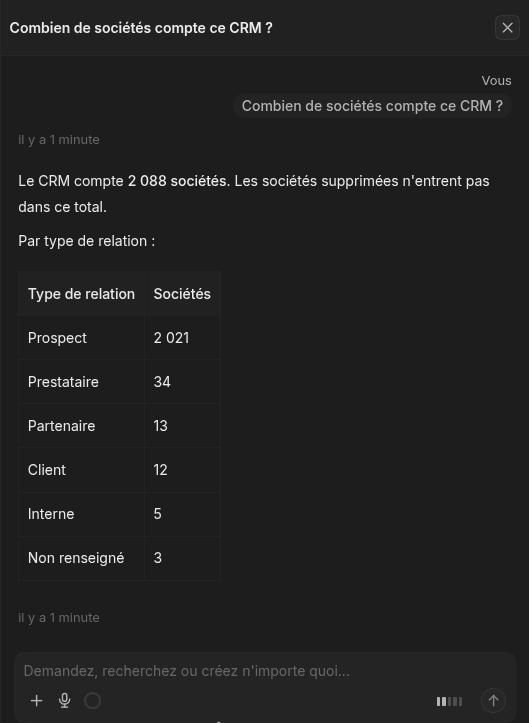 Combien de sociétés compte ce CRM ?
Vous
Combien de sociétés compte ce CRM ?
il y a 1 minute
Le CRM compte 2 088 sociétés. Les sociétés supprimées n'entrent pas
dans ce total.
Par type de relation :
Type de relation Sociétés
Prospect 2 021
Prestataire 34
Partenaire 13
Client 12
Interne 5
Non renseigné 3
il y a 1 minute
Demandez, recherchez ou créez n'importe quoi...